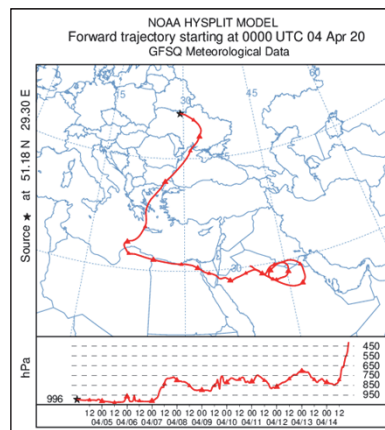 NOAA HYSPLIT MODEL
Forward trajectory starting at 0000 UTC 04 Apr 20
GFSQ Meteorological Data
Source ★ at 51.18 N 29.30 E
15
30
45
60
45
30
hPa
996
450
550
650
750
850
950
12 00 12 00 12 00 12 00 12 00 12 00 12 00 12 00 12 00 12 00 12
04/05 04/06 04/07 04/08 04/09 04/10 04/11 04/12 04/13 04/14